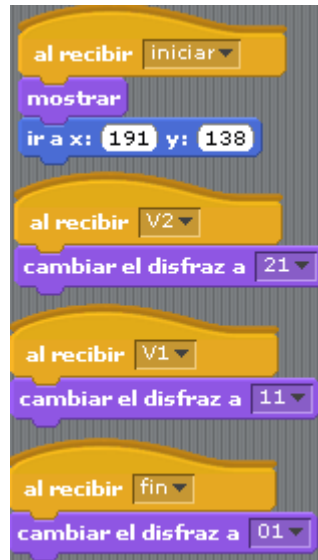 al recibir iniciar
mostrar
ir a x: 191 y: 138
al recibir V2
cambiar el disfraz a 21
al recibir V1
cambiar el disfraz a 11
al recibir fin
cambiar el disfraz a 01